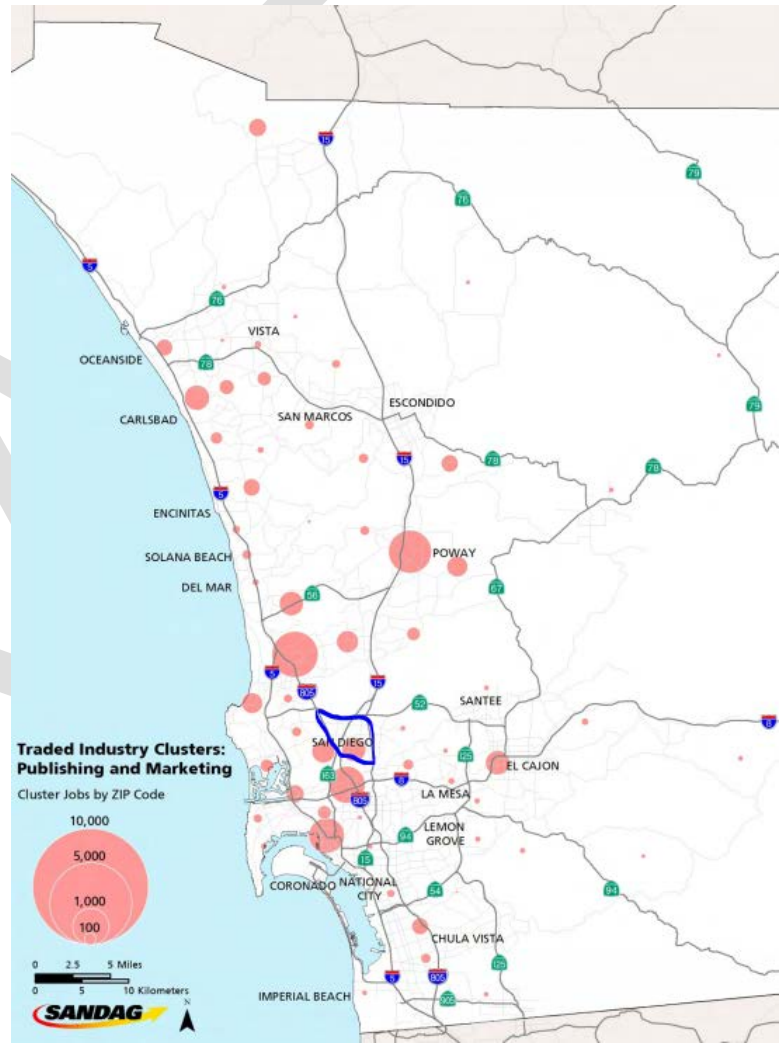 15
79
76
5
76
VISTA
OCEANSIDE
78
ESCONDIDO
79
CARLSBAD
SAN MARCOS
15
78
78
5
ENCINITAS
SOLANA BEACH
POWAY
DEL MAR
56
67
5
15
805
SANTEE
52
8
SAN DIEGO
125
EL CAJON
163
8
LA MESA
805
LEMON
GROVE
94
15
CORONADO
NATIONAL
CITY
54
94
CHULA VISTA
125
5
805
IMPERIAL BEACH
905
Traded Industry Clusters:
Publishing and Marketing
Cluster Jobs by ZIP Code
10,000
5,000
1,000
100
0 2.5 5 Miles
0 5 10 Kilometers
SANDAG
N